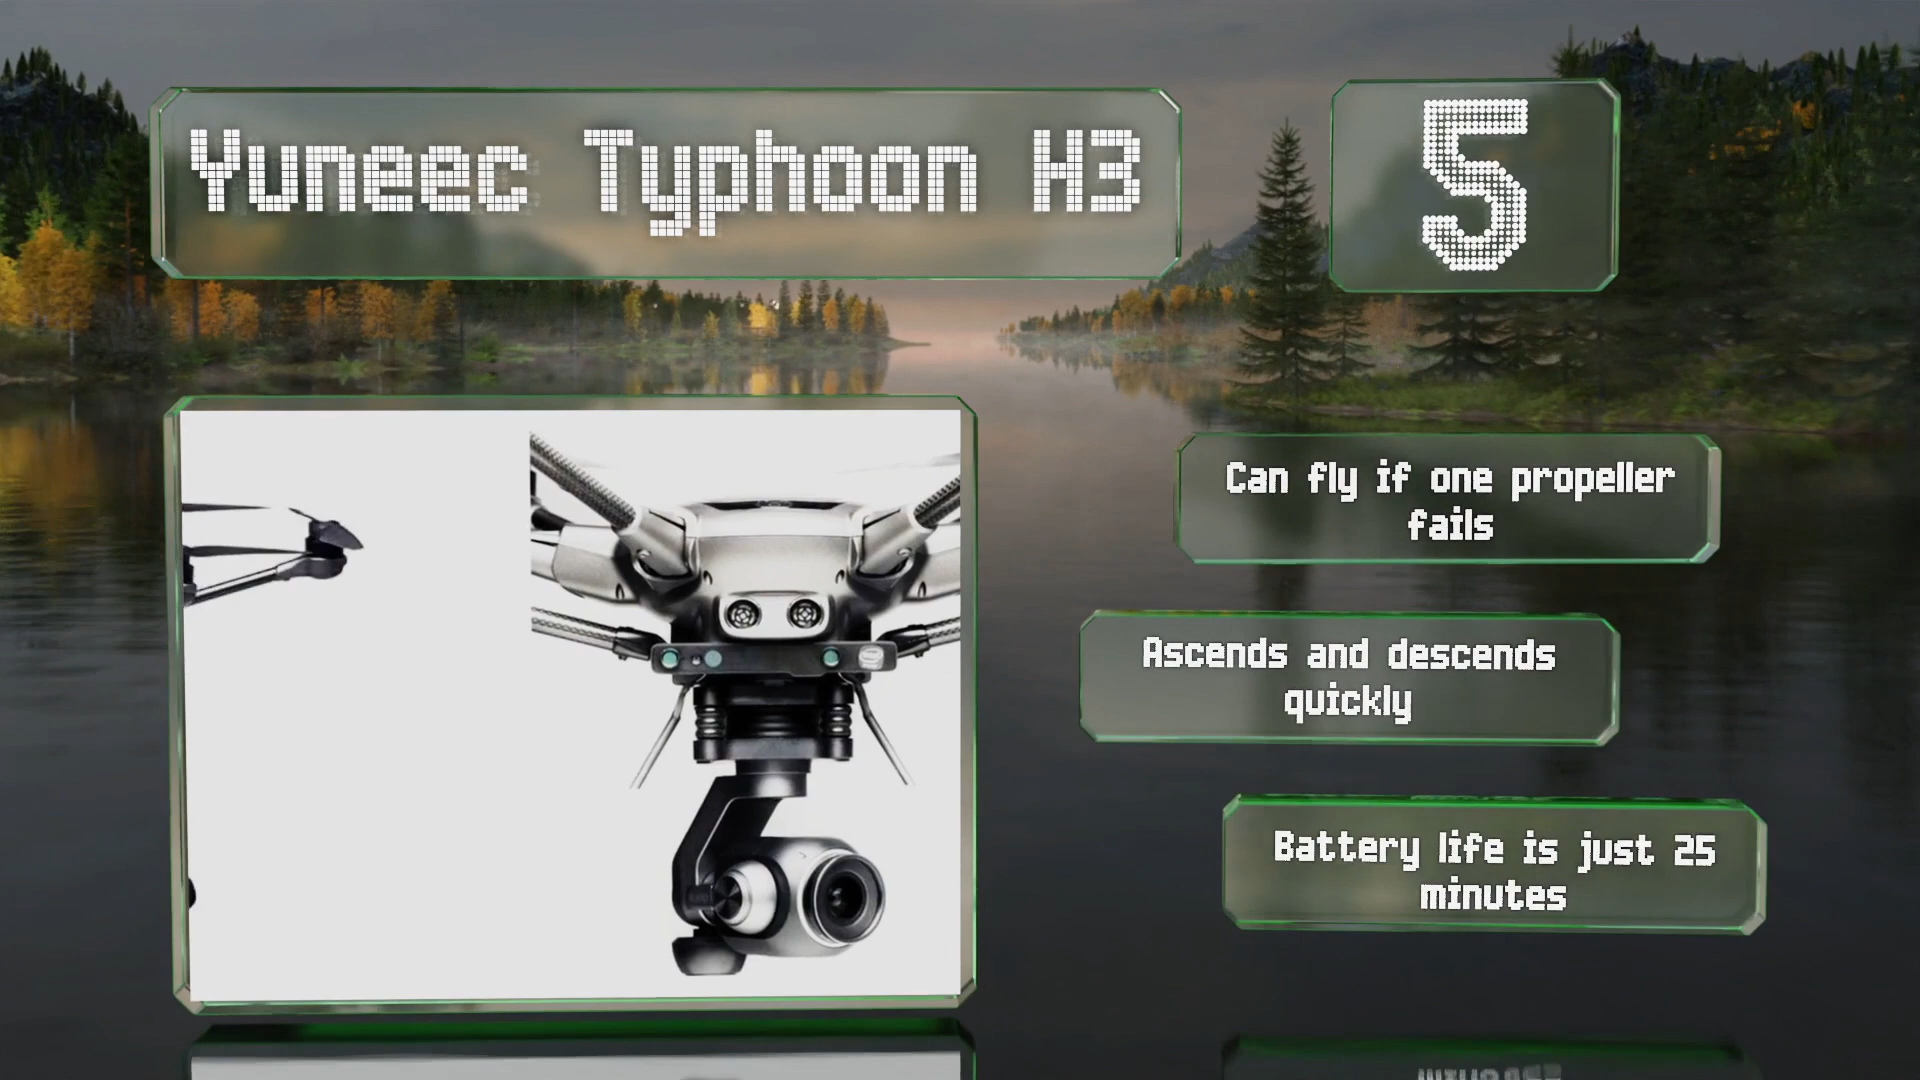 Yuneec Typhoon H3
5
Can fly if one propeller
fails
Ascends and descends
quickly
Battery life is just 25
minutes